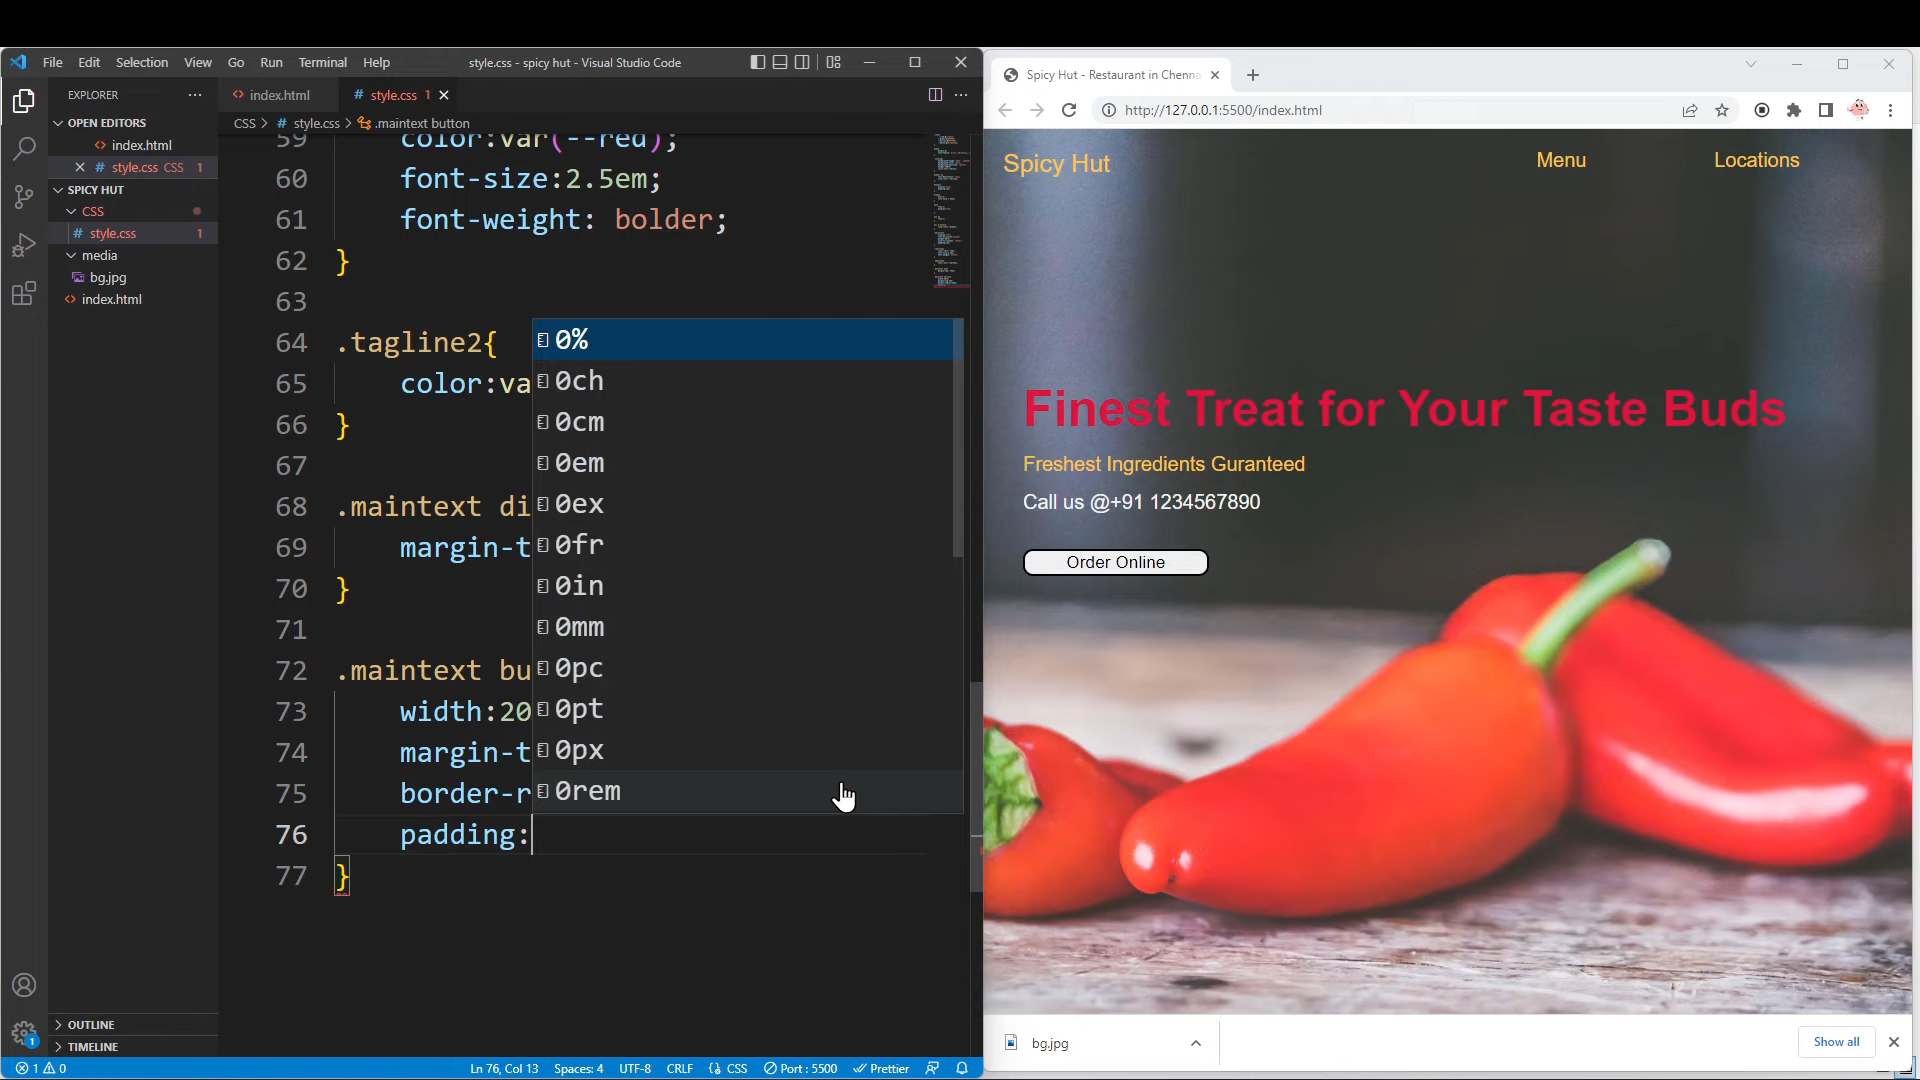 File Edit Selection View Go Run Terminal Help style.css - spicy hut - Visual Studio Code
EXPLORER
OPEN EDITORS
index.html
style.css CSS 1
SPICY HUT
CSS
style.css 1
media
bg.jpg
index.html
OUTLINE
TIMELINE
index.html
style.css 1
CSS > # style.css > .maintext button
59 color:var(--red);
60 font-size:2.5em;
61 font-weight: bolder;
62 }
63
64 .tagline2{
65 color:va
66 }
67
68 .maintext di
69 margin-t
70 }
71
72 .maintext bu
73 width:20
74 margin-t
75 border-r
76 padding:
77 }
0%
0ch
0cm
0em
0ex
0fr
0in
0mm
0pc
0pt
0px
0rem
1 0 Ln 76, Col 13 Spaces: 4 UTF-8 CRLF {} CSS Port : 5500 Prettier
1
Spicy Hut - Restaurant in Chenna
http://127.0.0.1:5500/index.html
Spicy Hut Menu Locations
Finest Treat for Your Taste Buds
Freshest Ingredients Guranteed
Call us @+91 1234567890
Order Online
bg.jpg
Show all